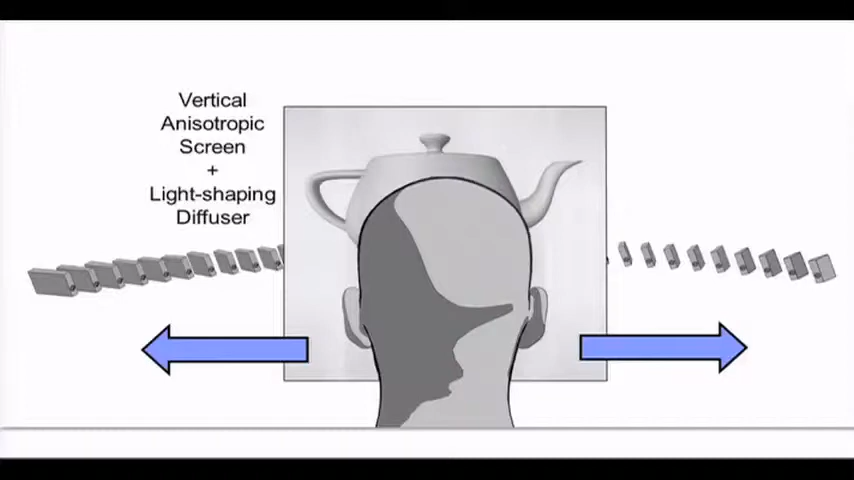 Vertical
Anisotropic
Screen
+
Light-shaping
Diffuser